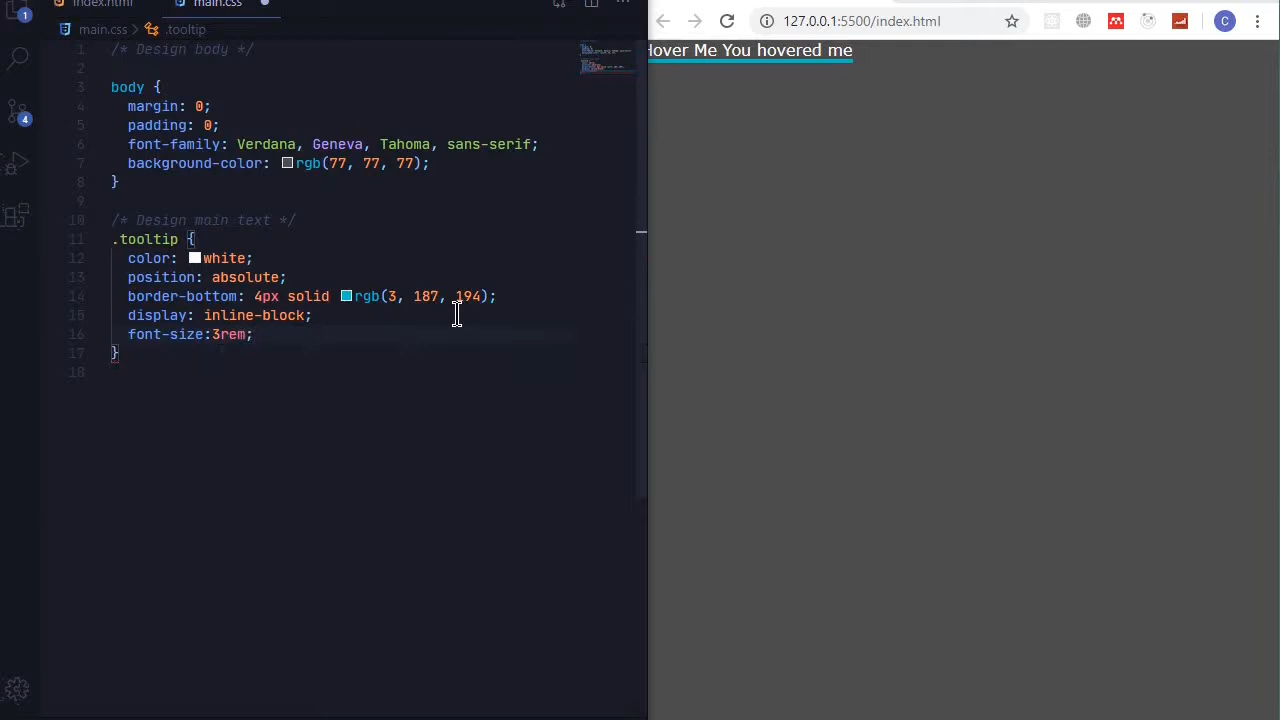 index.html main.css
main.css > .tooltip
1 /* Design body */
2
3 body {
4 margin: 0;
5 padding: 0;
6 font-family: Verdana, Geneva, Tahoma, sans-serif;
7 background-color: rgb(77, 77, 77);
8 }
9
10 /* Design main text */
11 .tooltip {
12 color: white;
13 position: absolute;
14 border-bottom: 4px solid rgb(3, 187, 194);
15 display: inline-block;
16 font-size:3rem;
17 }
18
1
4
127.0.0.1:5500/index.html
C
Hover Me You hovered me